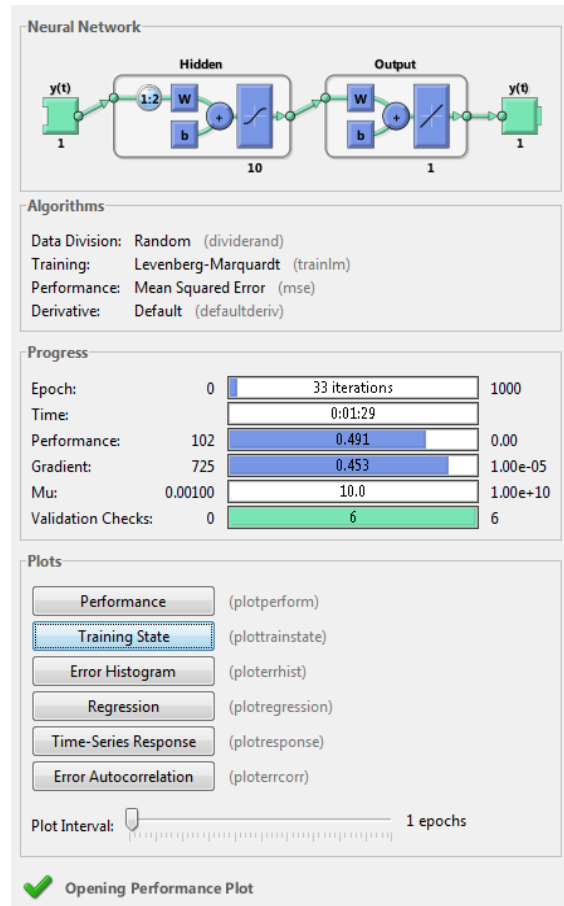 Neural Network
Hidden Output
y(t) y(t)
1:2 W W
+ +
b b
1 1
10 1
Algorithms
Data Division: Random (dividerand)
Training: Levenberg-Marquardt (trainlm)
Performance: Mean Squared Error (mse)
Derivative: Default (defaultderiv)
Progress
Epoch: 0 33 iterations 1000
Time: 0:01:29
Performance: 102 0.491 0.00
Gradient: 725 0.453 1.00e-05
Mu: 0.00100 10.0 1.00e+10
Validation Checks: 0 6 6
Plots
Performance (plotperform)
Training State (plottrainstate)
Error Histogram (ploterrhist)
Regression (plotregression)
Time-Series Response (plotresponse)
Error Autocorrelation (ploterrcorr)
Plot Interval: 1 epochs
Opening Performance Plot